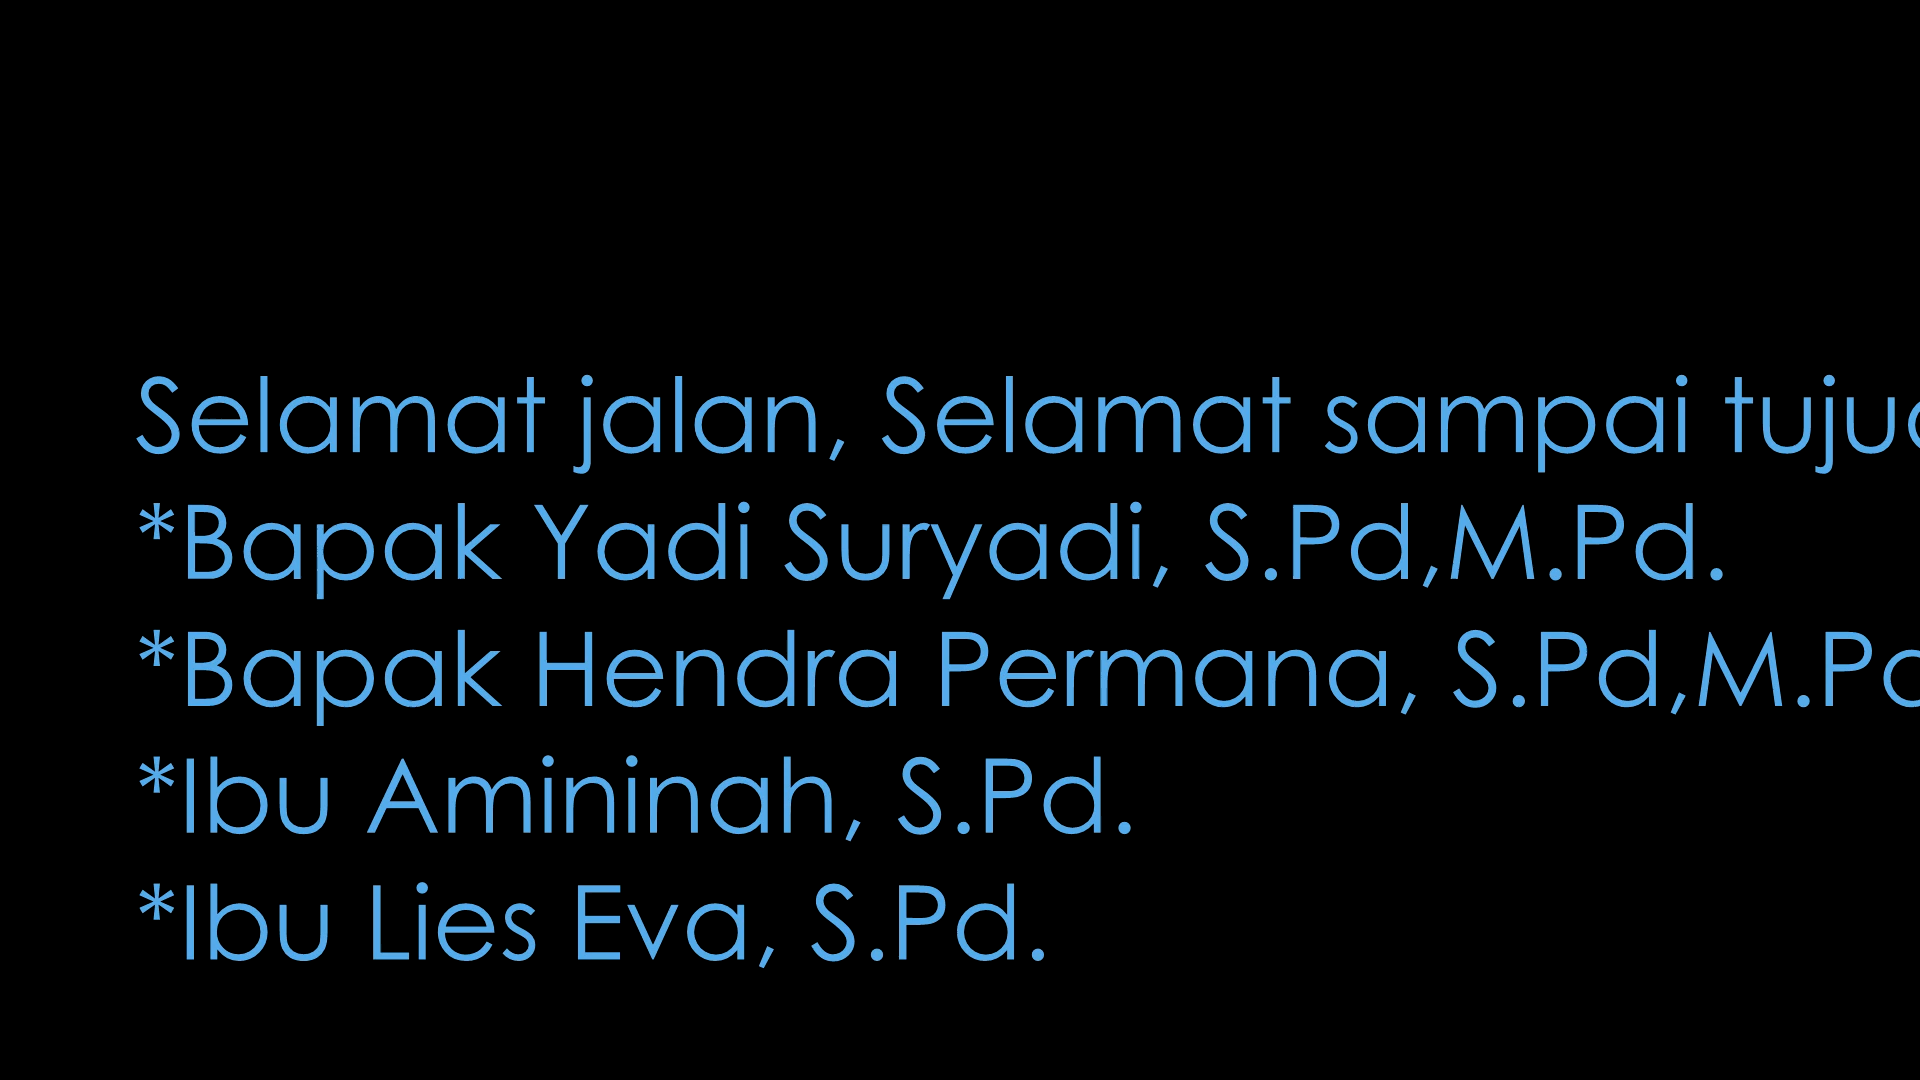 Selamat jalan, Selamat sampai
*Bapak Yadi Suryadi, S.Pd,M.Pd.
*Bapak Hendra Permana, S.Pd,M.Pd
*Ibu Amininah, S.Pd.
*Ibu Lies Eva, S.Pd.